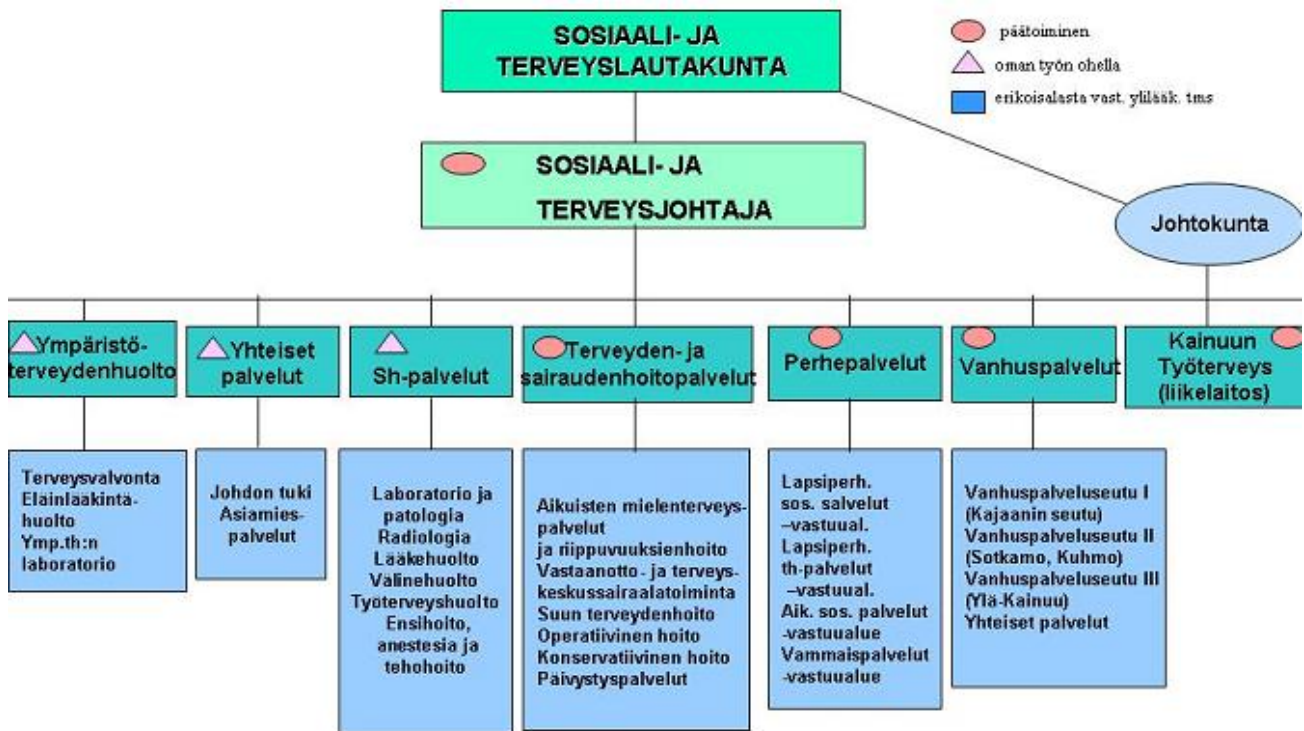 SOSIAALI- JA
TERVEYSLAUTAKUNTA
päätoiminen
oman työn ohella
erikoisalasta vast. ylilääk. tms
SOSIAALI- JA
TERVEYSJOHTAJA
Johtokunta
Ympäristö-
terveydenhuolto
Yhteiset
palvelut
Sh-palvelut
Terveyden- ja
sairaudenhoitopalvelut
Perhepalvelut
Vanhuspalvelut
Kainuun
Työterveys
(liikelaitos)
Terveysvalvonta
Eläinlääkintä-
huolto
Ymp.th:n
laboratorio
Johdon tuki
Asiamies-
palvelut
Laboratorio ja
patologia
Radiologia
Lääkehuolto
Välinehuolto
Työterveyshuolto
Ensihoito,
anestesia ja
tehohoito
Aikuisten mielenterveys-
palvelut
ja riippuvuuksienhoito
Vastaanotto- ja terveys-
keskussairaalatoiminta
Suun terveydenhoito
Operatiivinen hoito
Konservatiivinen hoito
Päivystyspalvelut
Lapsiperh.
sos. salvelut
–vastuual.
Lapsiperh.
th-palvelut
–vastuual.
Aik. sos. palvelut
-vastuualue
Vammaispalvelut
-vastuualue
Vanhuspalveluseutu I
(Kajaanin seutu)
Vanhuspalveluseutu II
(Sotkamo, Kuhmo)
Vanhuspalveluseutu III
(Ylä-Kainuu)
Yhteiset palvelut